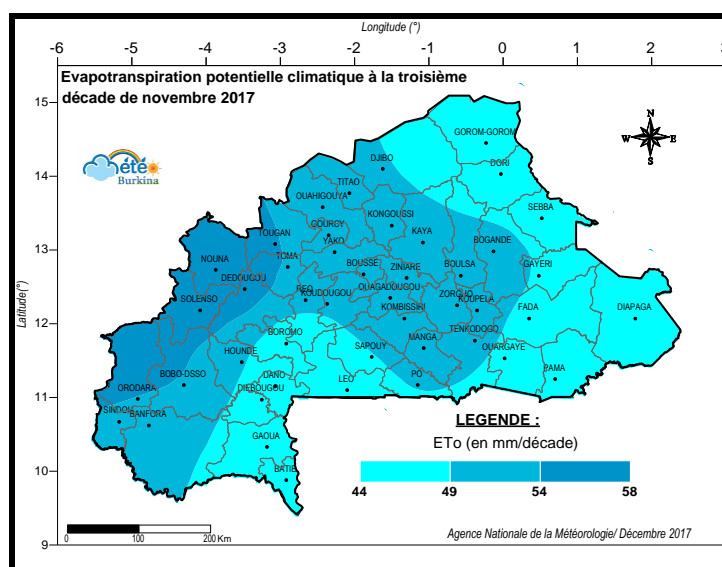 Longitude (°)
-6 -5 -4 -3 -2 -1 0 1 2 3
Evapotranspiration potentielle climatique à la troisième
décade de novembre 2017
15
14
13
12
11
10
9
Latitude(°)
été
Burkina
N
W E
S
GOROM-GOROM
DJIBO
DORI
TITAO
OUAHIGOUYA
SEBBA
KONGOUSSI
GOURCY
TOUGAN
KAYA
YAKO
BOGANDE
NOUNA
TOMA
BOUSSE
ZINIARE
BOULSA
GAYERI
DEDOUGOU
REO
KOUDOUGOU
OUAGADOUGOU
SOLENSO
ZORGHO
KOUPELA
KOMBISSIRI
FADA
DIAPAGA
BOROMO
TENKODOGO
HOUNDE
SAPOUY
MANGA
OUARGAYE
BOBO-DSSO
DANO
LEO
PO
PAMA
ORODARA
DIEBOUGOU
SINDOU
BANFORA
GAOUA
BATIE
LEGENDE :
ETo (en mm/décade)
44 49 54 58
0 100 200 Km
Agence Nationale de la Météorologie/ Décembre 2017